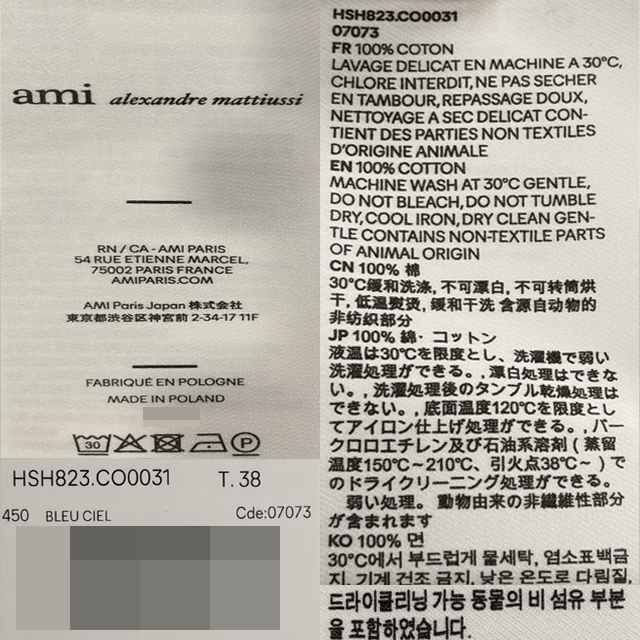 ami alexandre mattiussi
RN / CA - AMI PARIS
54 RUE ETIENNE MARCEL,
75002 PARIS FRANCE
AMIPARIS.COM
AMI Paris Japan 株式会社
東京都渋谷区神宮前 2-34-17 11F
FABRIQUÉ EN POLOGNE
MADE IN POLAND
30 P
HSH823.CO0031 T. 38
450 BLEU CIEL Cde:07073
HSH823.CO0031
07073
FR 100% COTON
LAVAGE DELICAT EN MACHINE A 30°C,
CHLORE INTERDIT, NE PAS SECHER
EN TAMBOUR, REPASSAGE DOUX,
NETTOYAGE A SEC DELICAT CON-
TIENT DES PARTIES NON TEXTILES
D'ORIGINE ANIMALE
EN 100% COTTON
MACHINE WASH AT 30°C GENTLE,
DO NOT BLEACH, DO NOT TUMBLE
DRY, COOL IRON, DRY CLEAN GEN-
TLE CONTAINS NON-TEXTILE PARTS
OF ANIMAL ORIGIN
CN 100% 棉
30°C缓和洗涤, 不可漂白, 不可转筒烘
干, 低温熨烫, 缓和干洗 含源自动物的
非纺织部分
JP 100% 綿・コットン
液温は30℃を限度とし、洗濯機で弱い
洗濯処理ができる。, 漂白処理はできな
い。, 洗濯処理後のタンブル乾燥処理は
できない。, 底面温度120℃を限度とし
てアイロン仕上げ処理ができる。, パー
クロロエチレン及び石油系溶剤 ( 蒸留
温度150℃～210℃、引火点38℃～ ) で
のドライクリーニング処理ができる。
弱い処理。 動物由来の非繊維性部分
が含まれます
KO 100% 면
30°C에서 부드럽게 물세탁, 염소표백금
지, 기계 건조 금지, 낮은 온도로 다림질,
드라이클리닝 가능 동물의 비 섬유 부분
을 포함하였습니다.